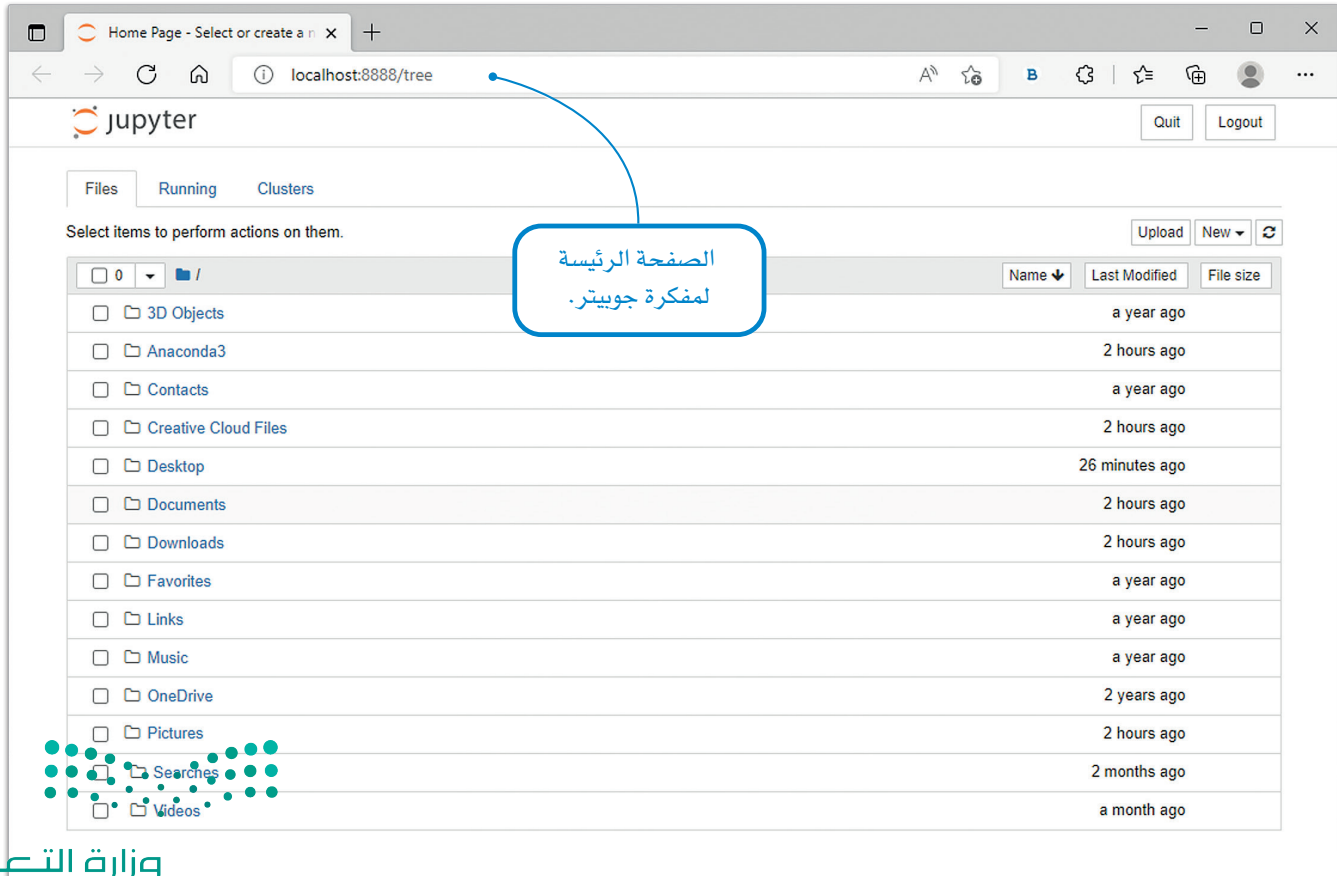 Home Page - Select or create a n
localhost:8888/tree
jupyter
Quit Logout
Files Running Clusters
Select items to perform actions on them.
Upload New
0 /
Name Last Modified File size
الصفحة الرئيسة
لمفكرة جوبيتر.
3D Objects a year ago
Anaconda3 2 hours ago
Contacts a year ago
Creative Cloud Files 2 hours ago
Desktop 26 minutes ago
Documents 2 hours ago
Downloads 2 hours ago
Favorites a year ago
Links a year ago
Music a year ago
OneDrive 2 years ago
Pictures 2 hours ago
Searches 2 months ago
Videos a month ago
وزارة